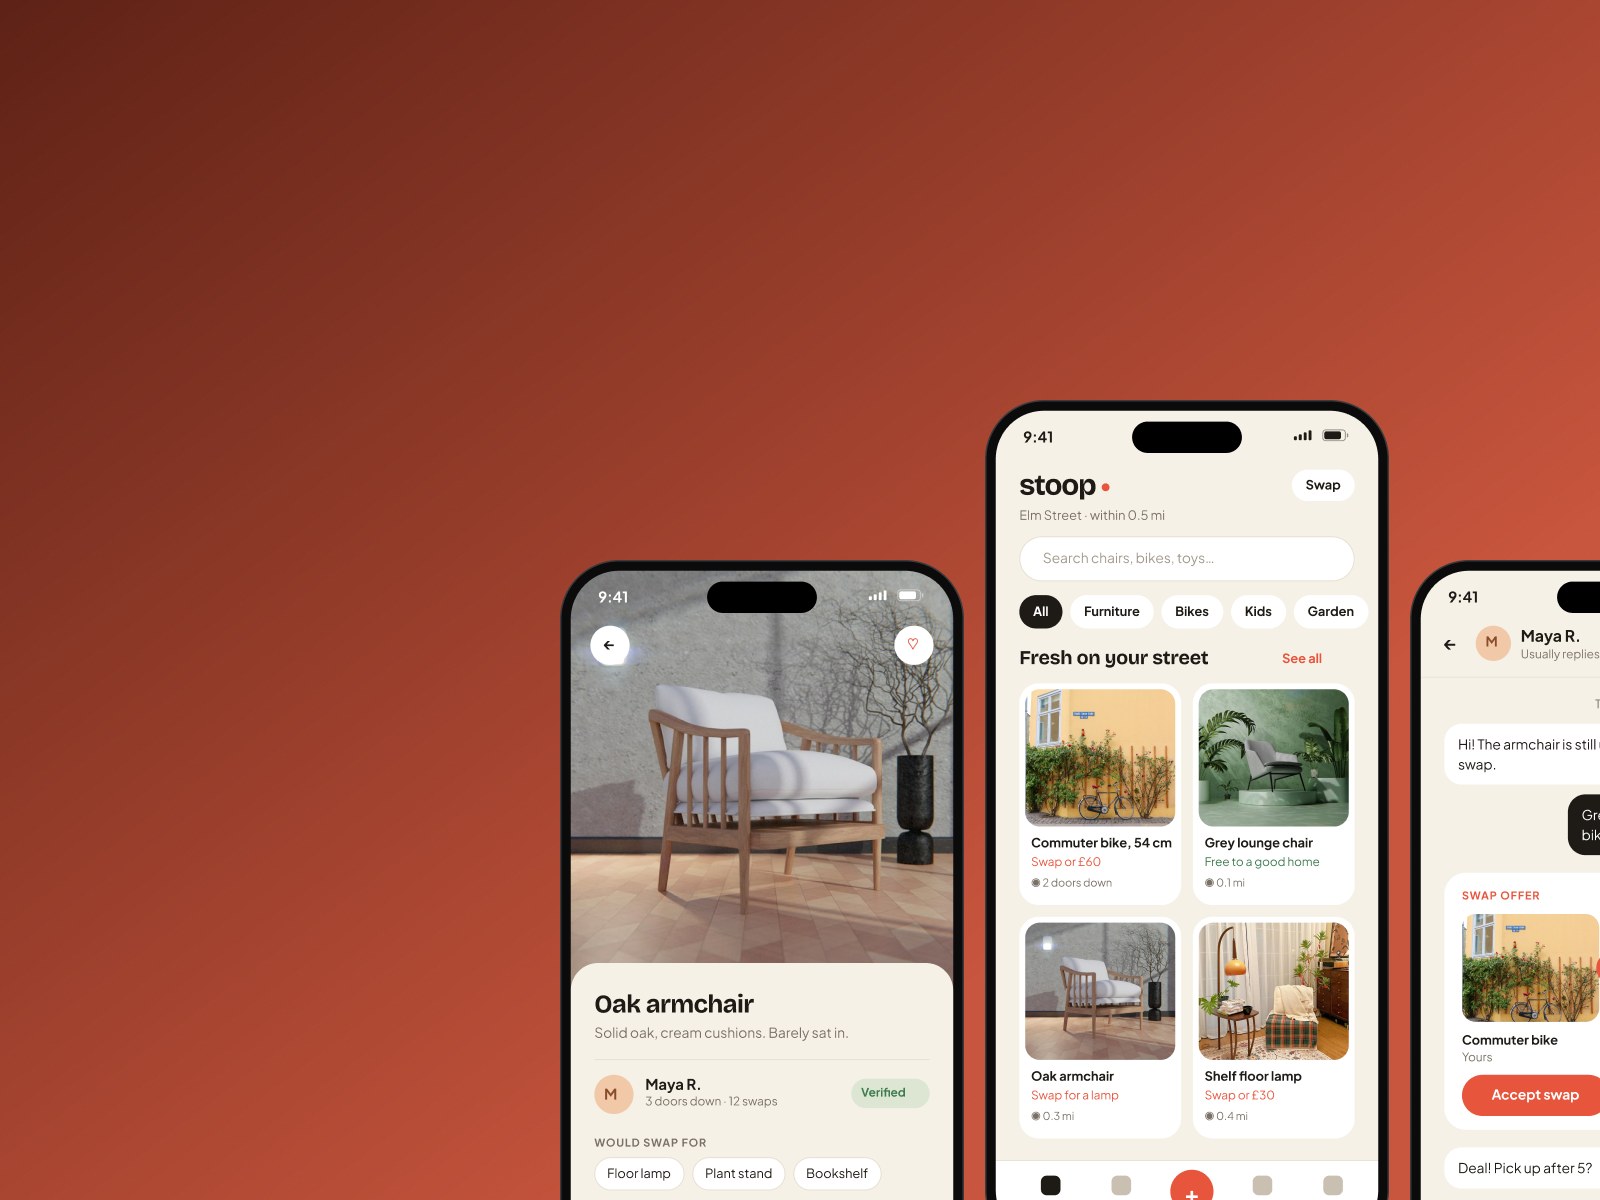 9:41
Oak armchair
Solid oak, cream cushions. Barely sat in.
M
Maya R.
3 doors down · 12 swaps
Verified
WOULD SWAP FOR
Floor lamp
Plant stand
Bookshelf
9:41
stoop
Swap
Elm Street · within 0.5 mi
Search chairs, bikes, toys...
All
Furniture
Bikes
Kids
Garden
Fresh on your street
See all
Commuter bike, 54 cm
Swap or £60
2 doors down
Grey lounge chair
Free to a good home
0.1 mi
Oak armchair
Swap for a lamp
0.3 mi
Shelf floor lamp
Swap or £30
0.4 mi
+
9:41
M
Maya R.
Usually replies
Hi! The armchair is still
swap.
SWAP OFFER
Commuter bike
Yours
Accept swap
Deal! Pick up after 5?